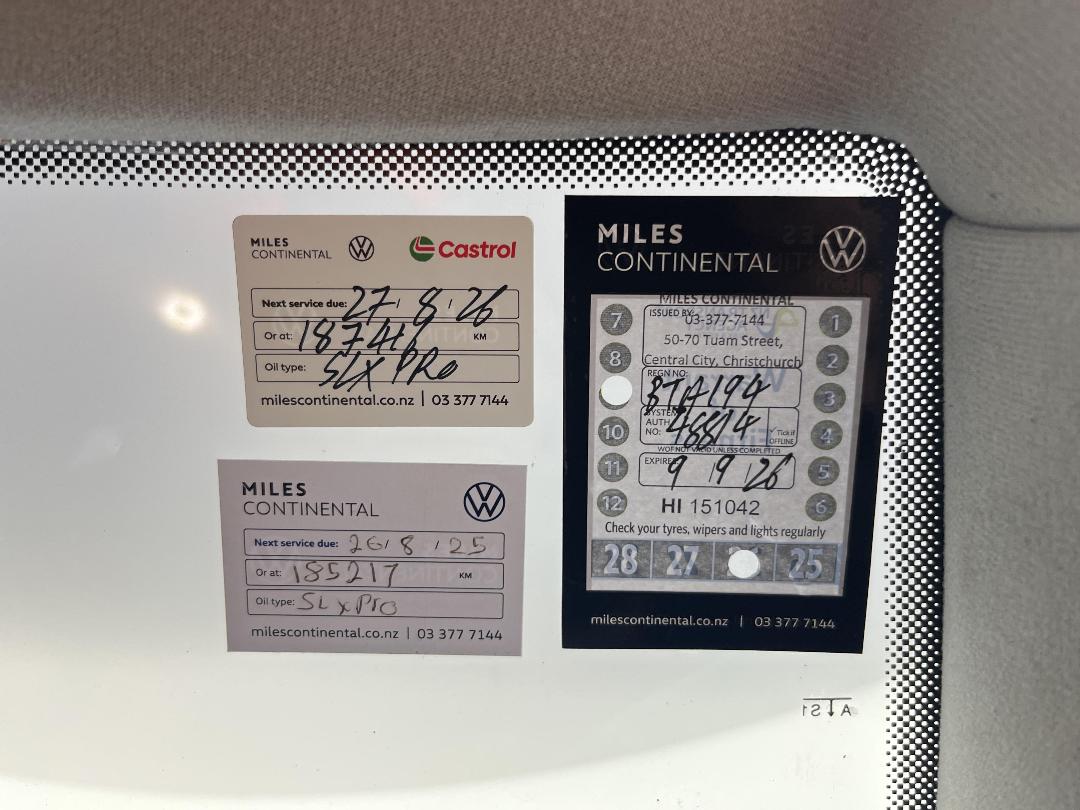 MILES
CONTINENTAL
Castrol
Next service due: 27 / 8 / 26
Or at: 187416 KM
Oil type: SLX PRo
milescontinental.co.nz | 03 377 7144
MILES
CONTINENTAL
Next service due: 26 / 8 / 25
Or at: 185217 KM
Oil type: SLxPro
milescontinental.co.nz | 03 377 7144
MILES
CONTINENTAL
MILES CONTINENTAL
ISSUED BY: 03-377-7144
50-70 Tuam Street,
Central City, Christchurch
REGN NO:
SYSTEM
AUTH
NO:
✓ Tick if
OFFLINE
WOF NOT VALID UNLESS COMPLETED
EXPIRES 9 9 26
HI 151042
7
8
10
11
12
1
2
3
4
5
6
Check your tyres, wipers and lights regularly
28 27 25
milescontinental.co.nz | 03 377 7144
A S1